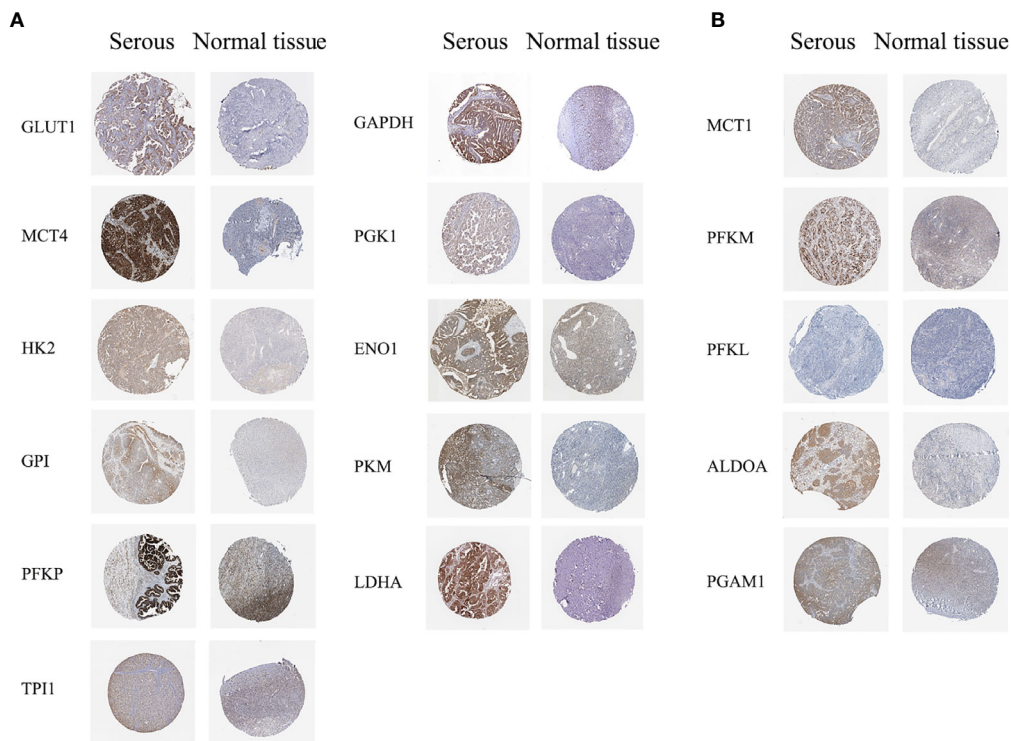 A
Serous Normal tissue
GLUT1
MCT4
HK2
GPI
PFKP
TPI1
Serous Normal tissue
GAPDH
PGK1
ENO1
PKM
LDHA
B
Serous Normal tissue
MCT1
PFKM
PFKL
ALDOA
PGAM1